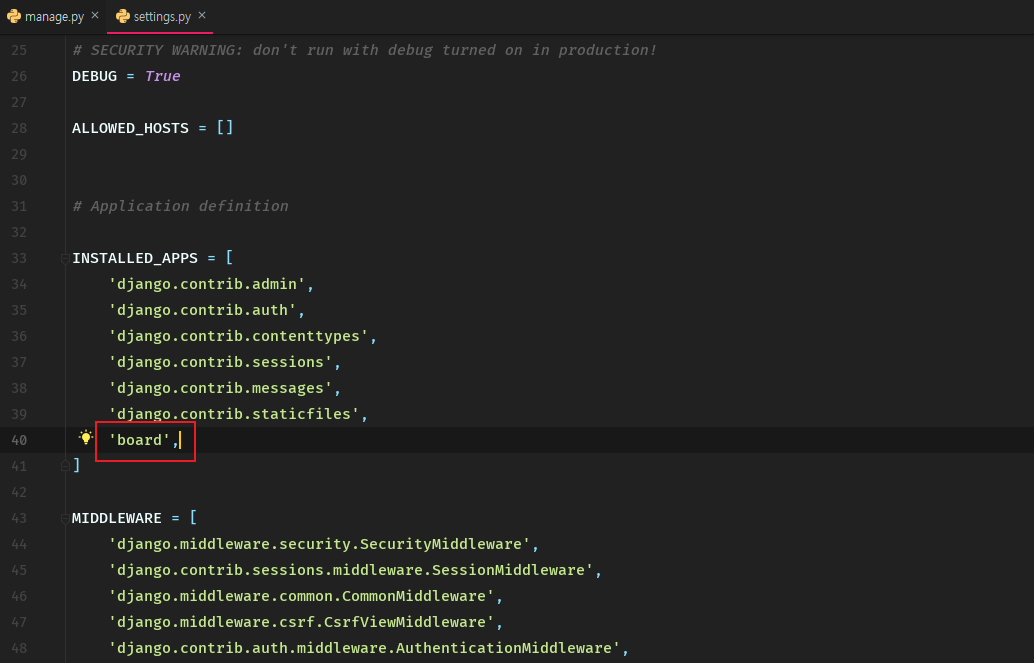 manage.py
settings.py
25 # SECURITY WARNING: don't run with debug turned on in production!
26 DEBUG = True
27
28 ALLOWED_HOSTS = []
29
30
31 # Application definition
32
33 INSTALLED_APPS = [
34 'django.contrib.admin',
35 'django.contrib.auth',
36 'django.contrib.contenttypes',
37 'django.contrib.sessions',
38 'django.contrib.messages',
39 'django.contrib.staticfiles',
40 'board',
41 ]
42
43 MIDDLEWARE = [
44 'django.middleware.security.SecurityMiddleware',
45 'django.contrib.sessions.middleware.SessionMiddleware',
46 'django.middleware.common.CommonMiddleware',
47 'django.middleware.csrf.CsrfViewMiddleware',
48 'django.contrib.auth.middleware.AuthenticationMiddleware',